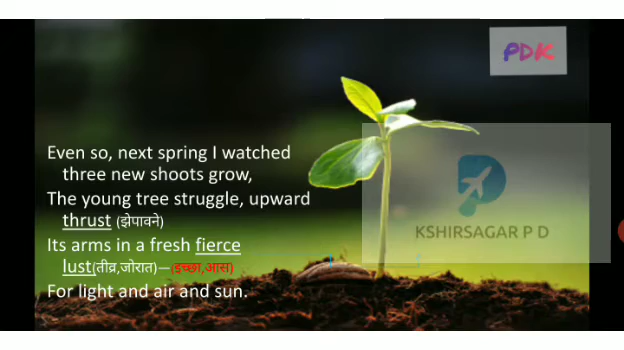 PDK
Even so, next spring I watched
three new shoots grow,
The young tree struggle, upward
thrust (झेपावने)
Its arms in a fresh fierce
lust(तीव्र,जोरात)—(इच्छा,आस)
For light and air and sun.
KSHIRSAGAR P D